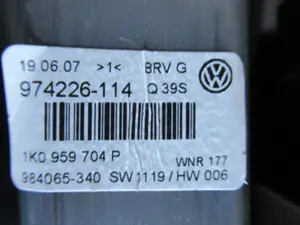 19.06.07 >1< BRV G
974226-114 Q 39S
1K0 959 704 P
WNR 177
984065-340 SW1119/HW 006